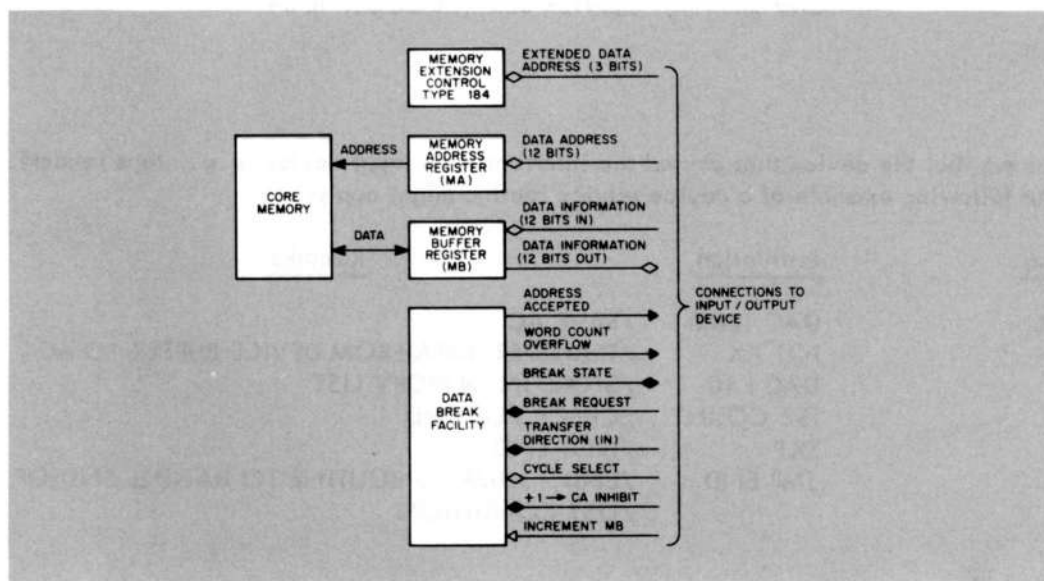 MEMORY
EXTENSION
CONTROL
TYPE 184
EXTENDED DATA
ADDRESS (3 BITS)
ADDRESS
MEMORY
ADDRESS
REGISTER
(MA)
DATA ADDRESS
(12 BITS)
CORE
MEMORY
DATA
MEMORY
BUFFER
REGISTER
(MB)
DATA INFORMATION
(12 BITS IN)
DATA INFORMATION
(12 BITS OUT)
CONNECTIONS TO
INPUT/OUTPUT
DEVICE
DATA
BREAK
FACILITY
ADDRESS
ACCEPTED
WORD COUNT
OVERFLOW
BREAK STATE
BREAK REQUEST
TRANSFER
DIRECTION (IN)
CYCLE SELECT
+1 → CA INHIBIT
INCREMENT MB